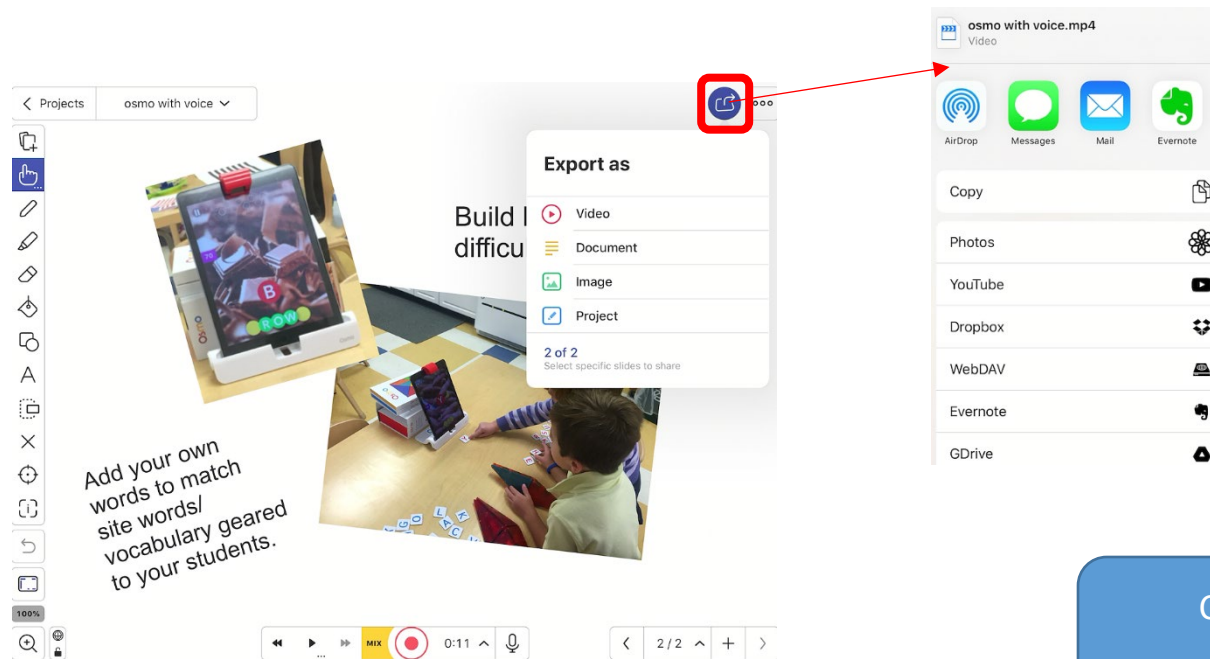 Projects
osmo with voice
Export as
Video
Document
Image
Project
2 of 2
Select specific slides to share
Build
difficu
B
ROW
osmo
Add your own
words to match
site words/
vocabulary geared
to your students.
100%
MIX
0:11
2/2
osmo with voice.mp4
Video
AirDrop
Messages
Mail
Evernote
Copy
Photos
YouTube
Dropbox
WebDAV
Evernote
GDrive